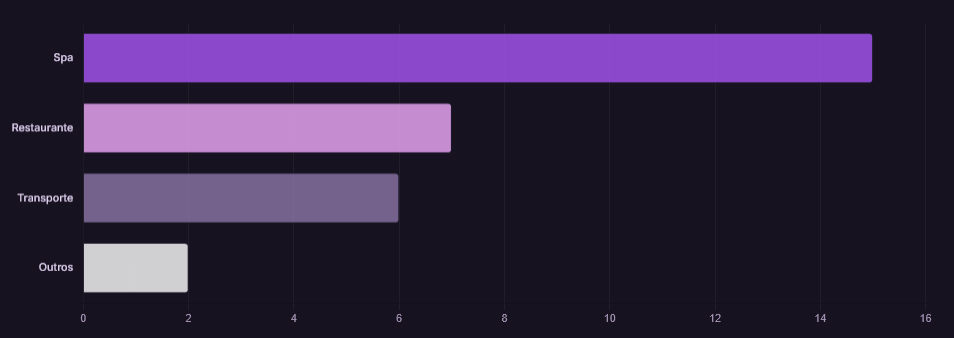 Spa
Restaurante
Transporte
Outros
0 2 4 6 8 10 12 14 16